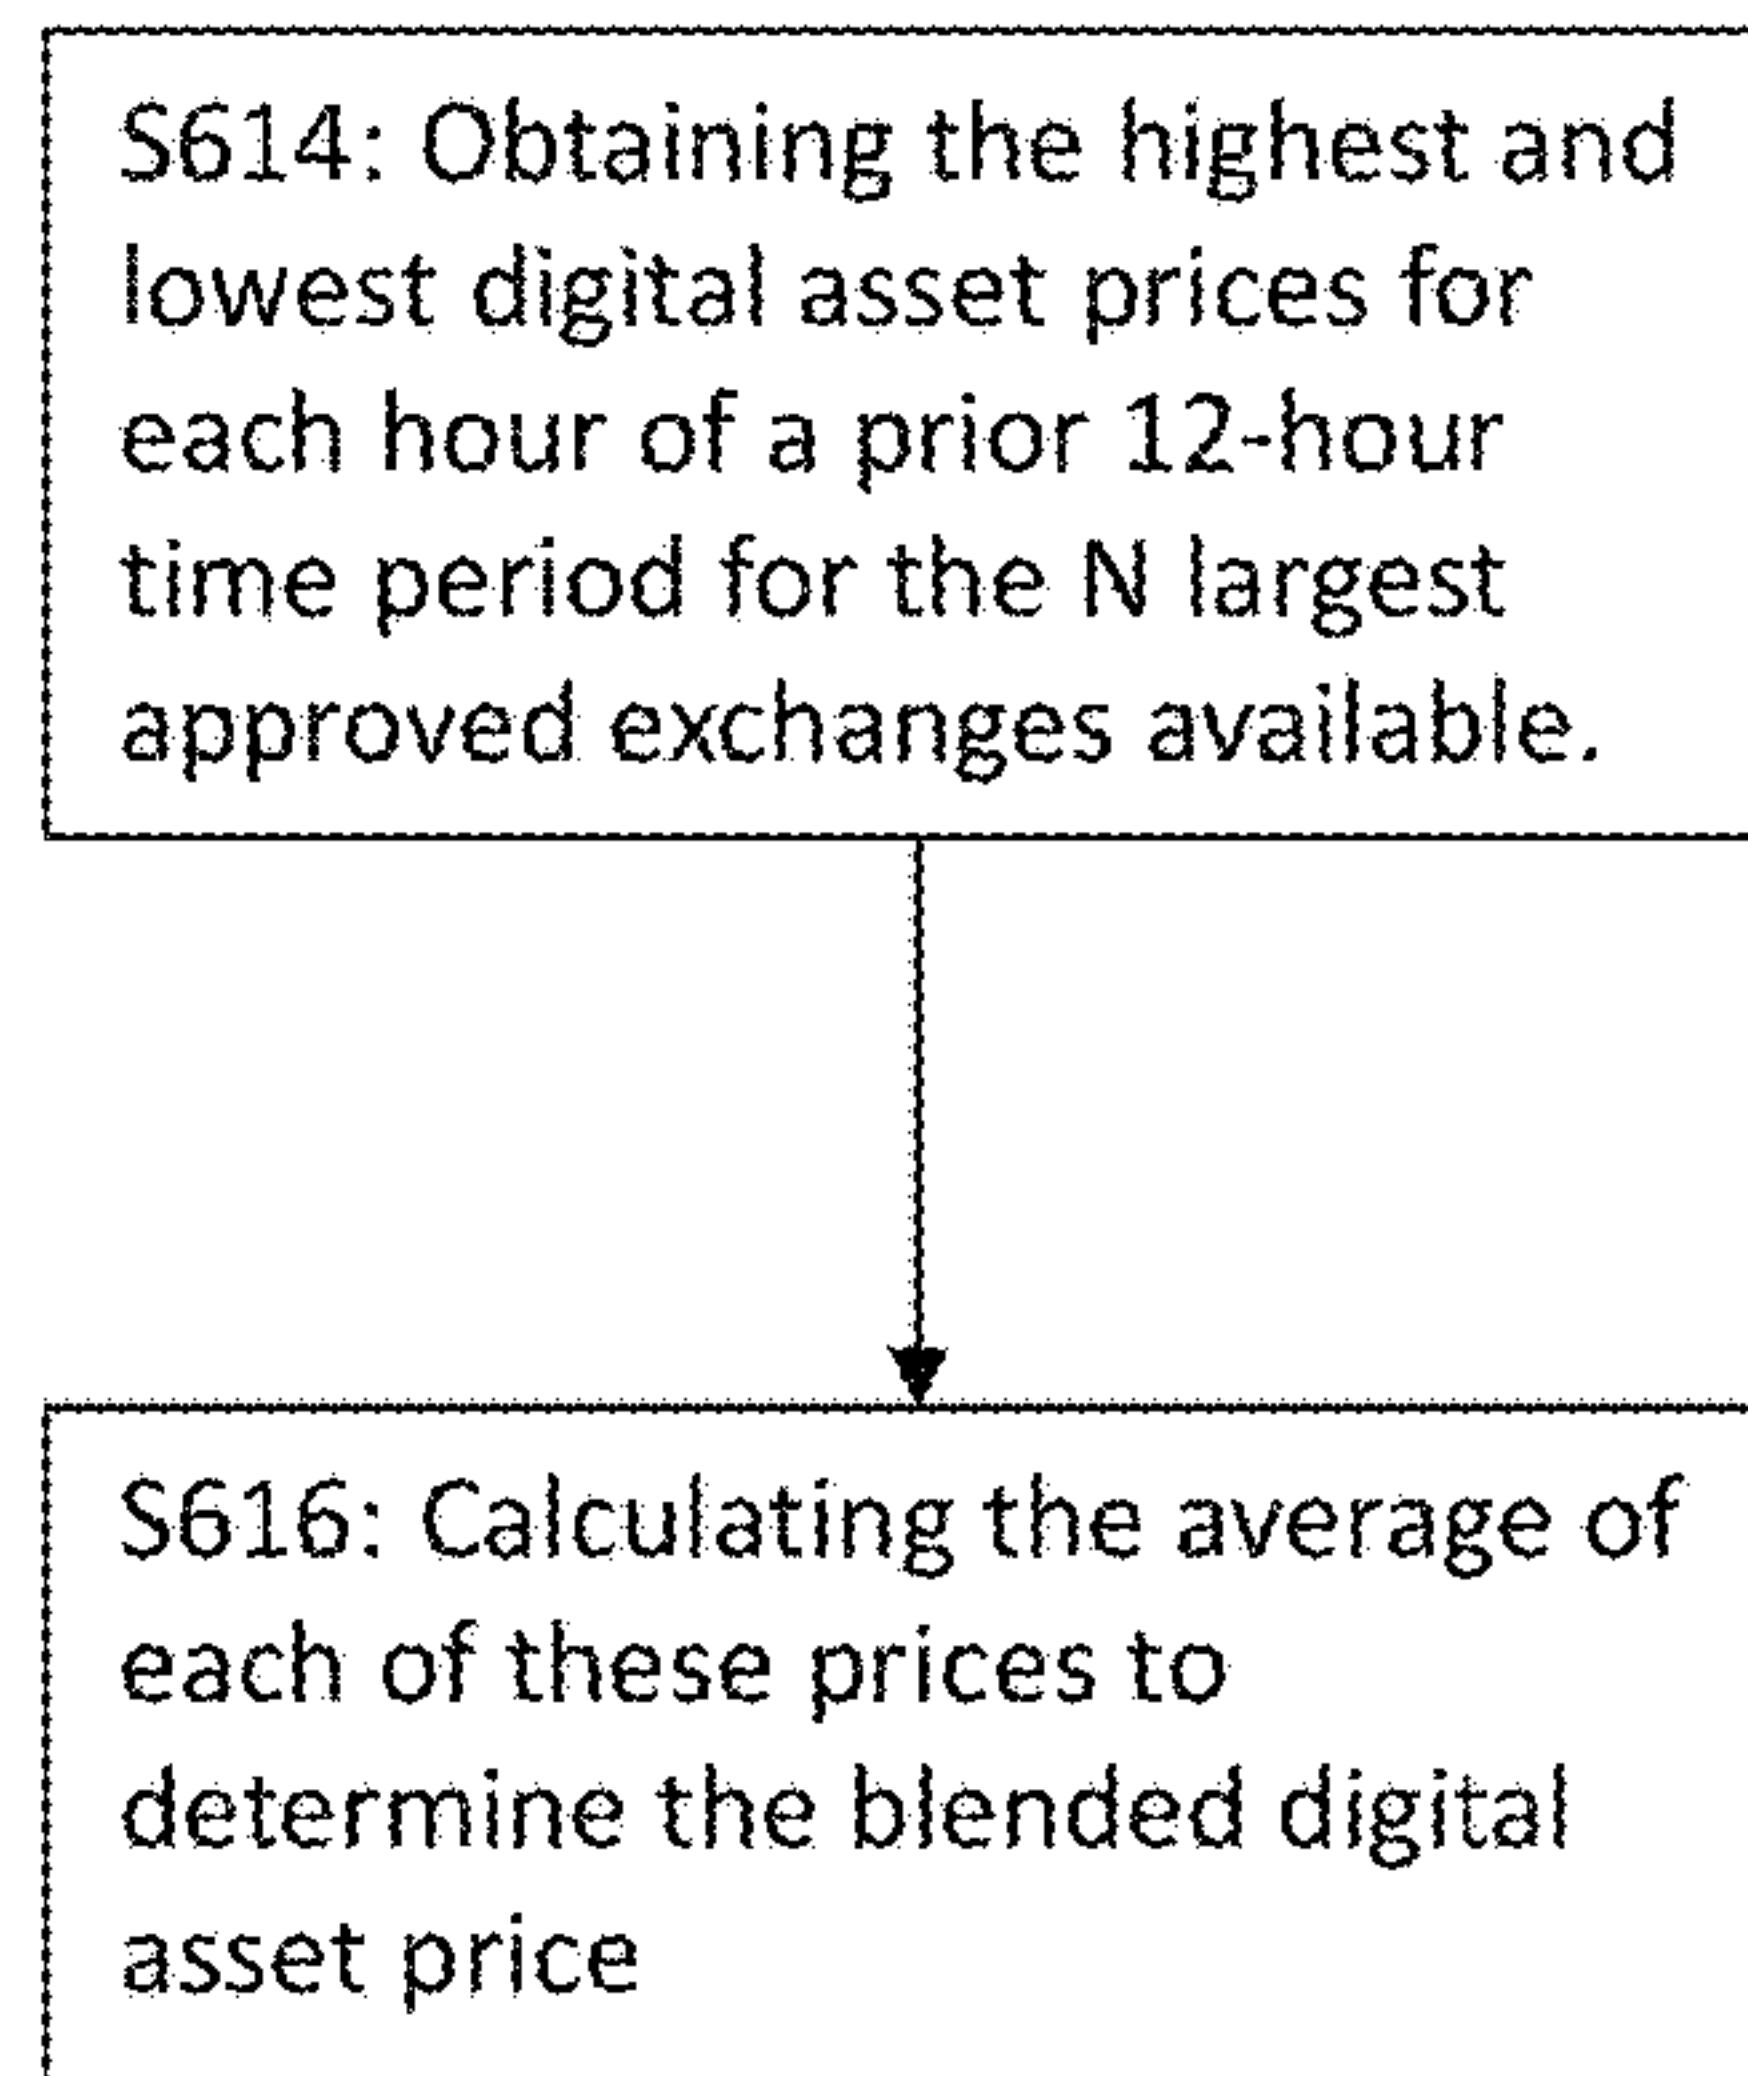 S614: Obtaining the highest and
lowest digital asset prices for
each hour of a prior 12-hour
time period for the N largest
approved exchanges available.
S616: Calculating the average of
each of these prices to
determine the blended digital
asset price